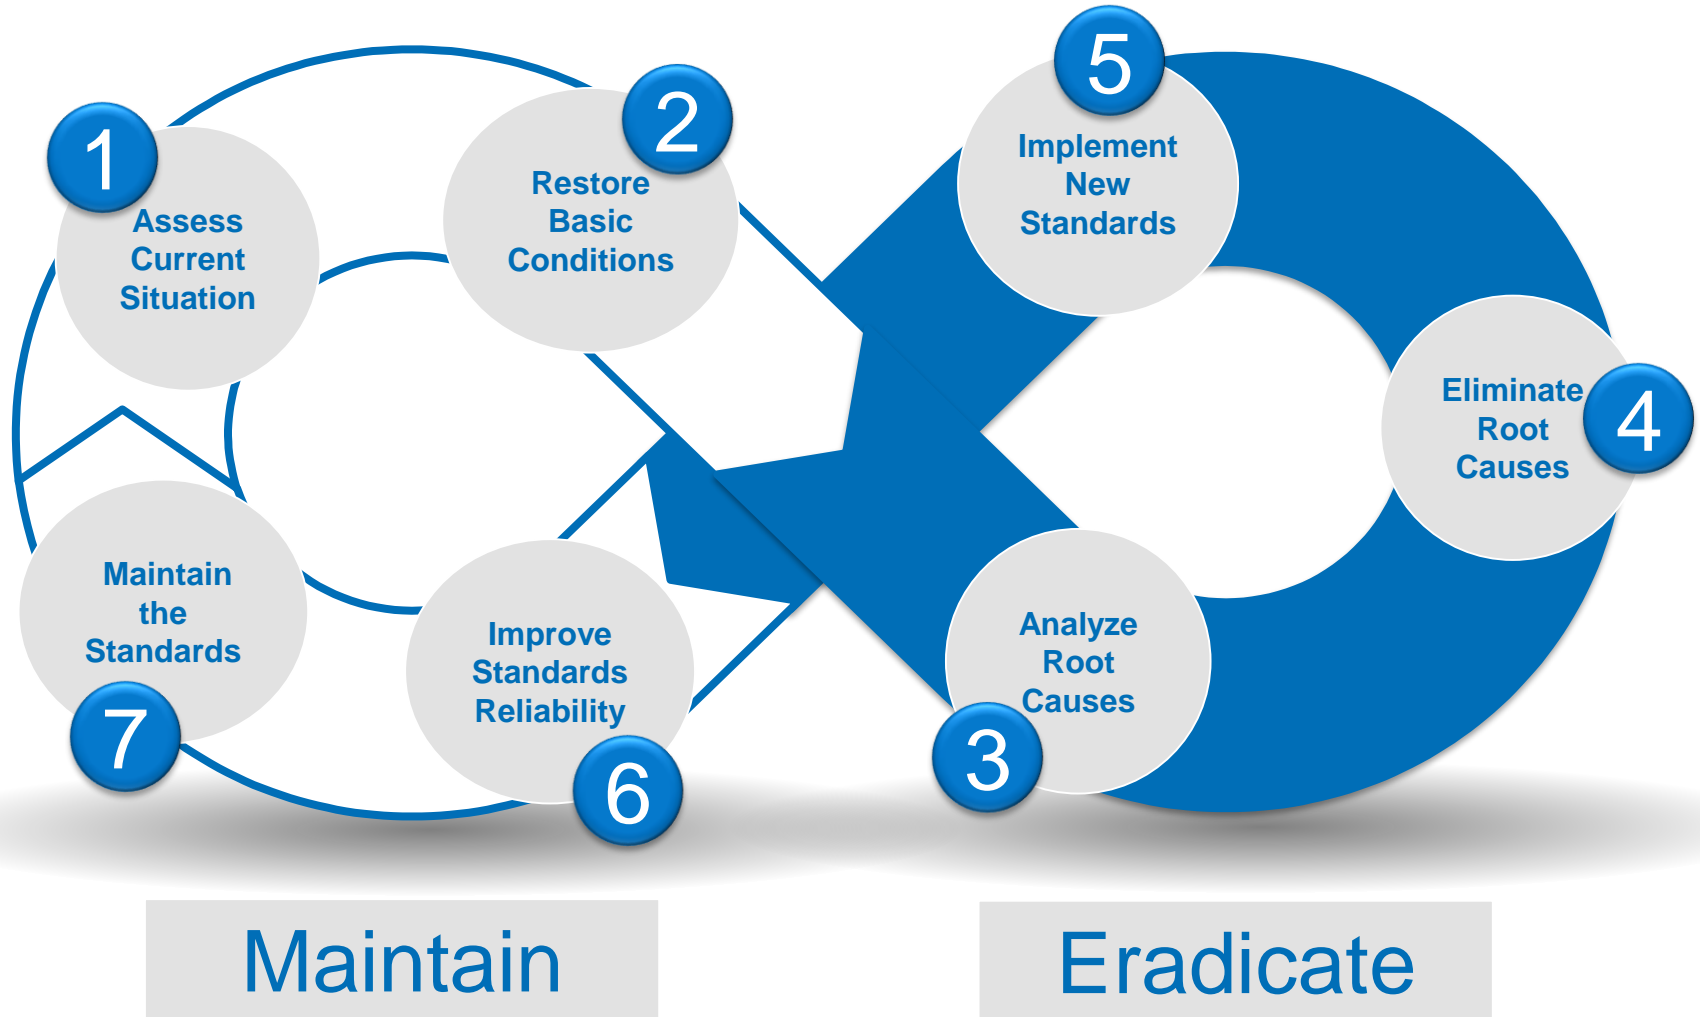 1
Assess
Current
Situation
2
Restore
Basic
Conditions
3
Analyze
Root
Causes
4
Eliminate
Root
Causes
5
Implement
New
Standards
6
Improve
Standards
Reliability
7
Maintain
the
Standards
Maintain
Eradicate